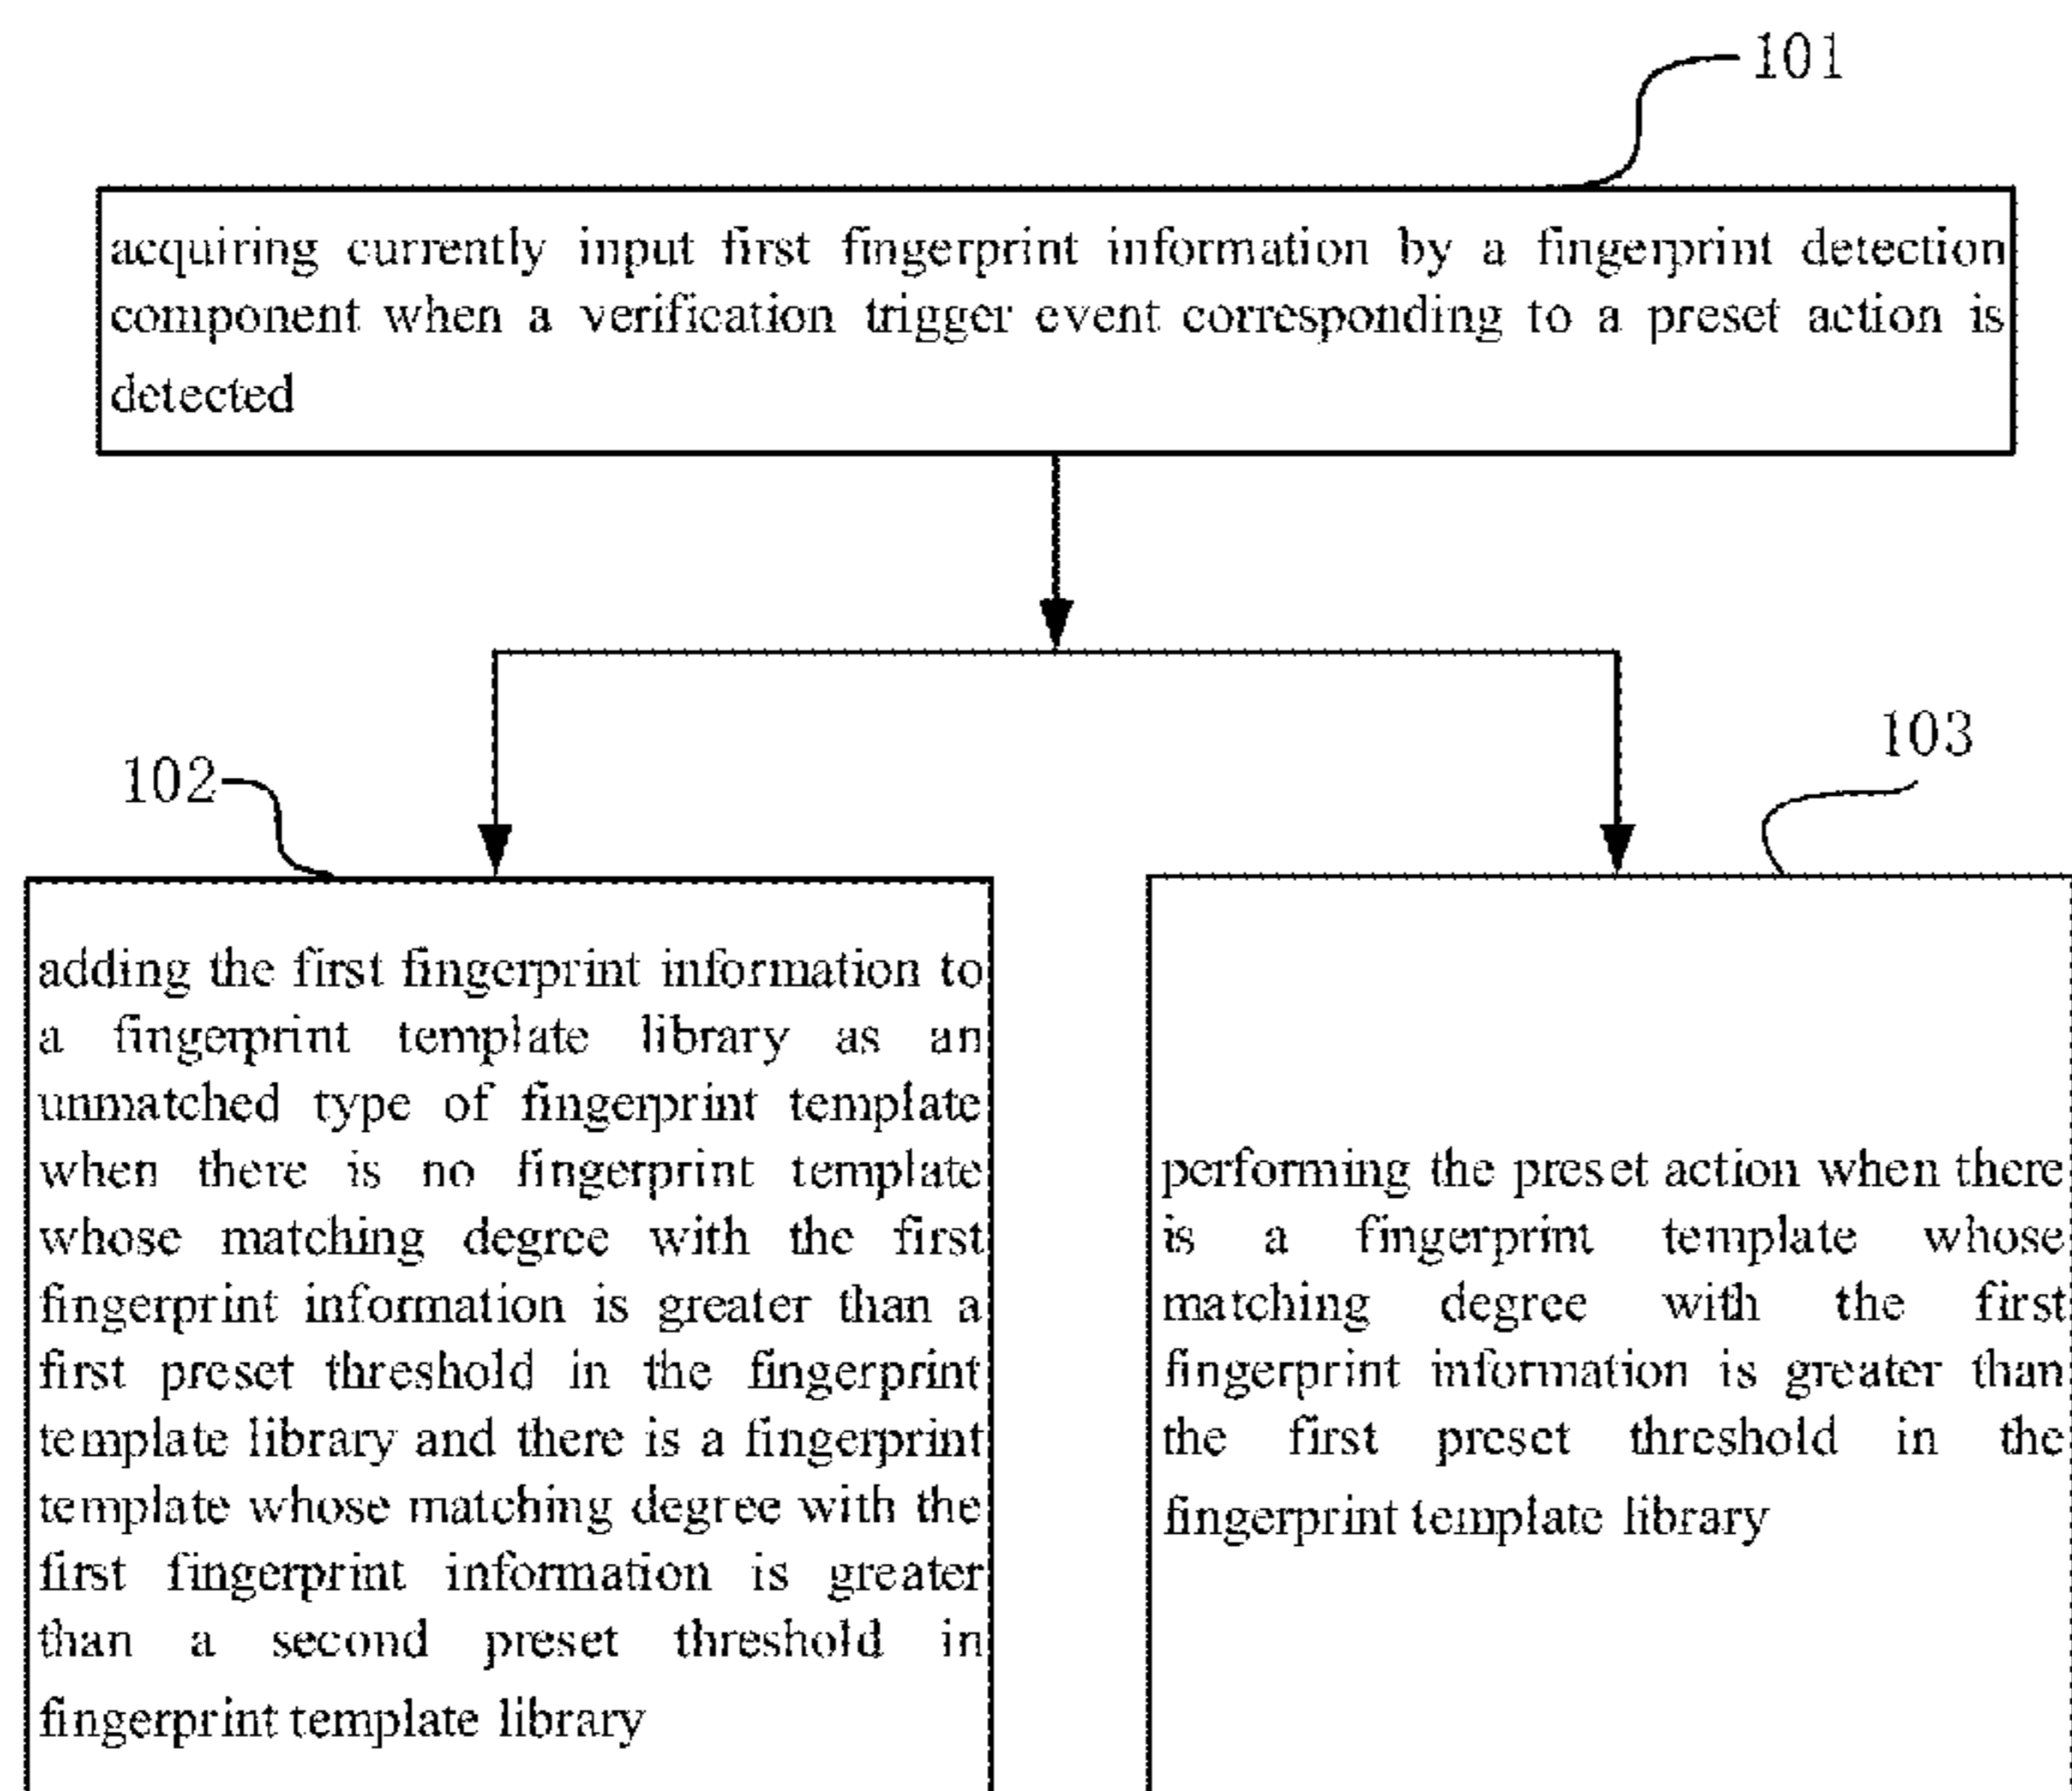 101
acquiring currently input first fingerprint information by a fingerprint detection
component when a verification trigger event corresponding to a preset action is
detected
102
103
adding the first fingerprint information to
a fingerprint template library as an
unmatched type of fingerprint template
when there is no fingerprint template
whose matching degree with the first
fingerprint information is greater than a
first preset threshold in the fingerprint
template library and there is a fingerprint
template whose matching degree with the
first fingerprint information is greater
than a second preset threshold in
fingerprint template library
performing the preset action when there
is a fingerprint template whose
matching degree with the first
fingerprint information is greater than
the first preset threshold in the
fingerprint template library